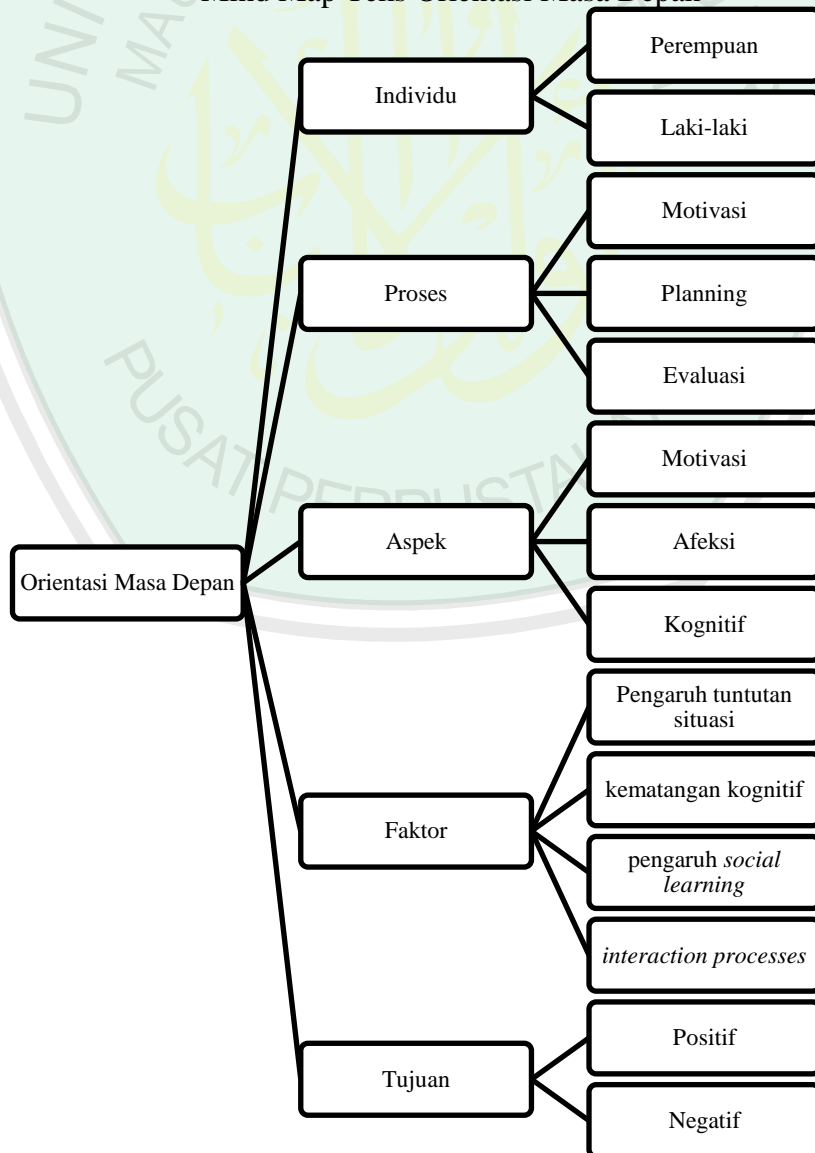 Mind Map Teks Orientasi Masa Depan
Individu
Perempuan
Laki-laki
Proses
Motivasi
Planning
Evaluasi
Aspek
Motivasi
Afeksi
Kognitif
Orientasi Masa Depan
Faktor
Pengaruh tuntutan
situasi
kematangan kognitif
pengaruh social
learning
interaction processes
Tujuan
Positif
Negatif